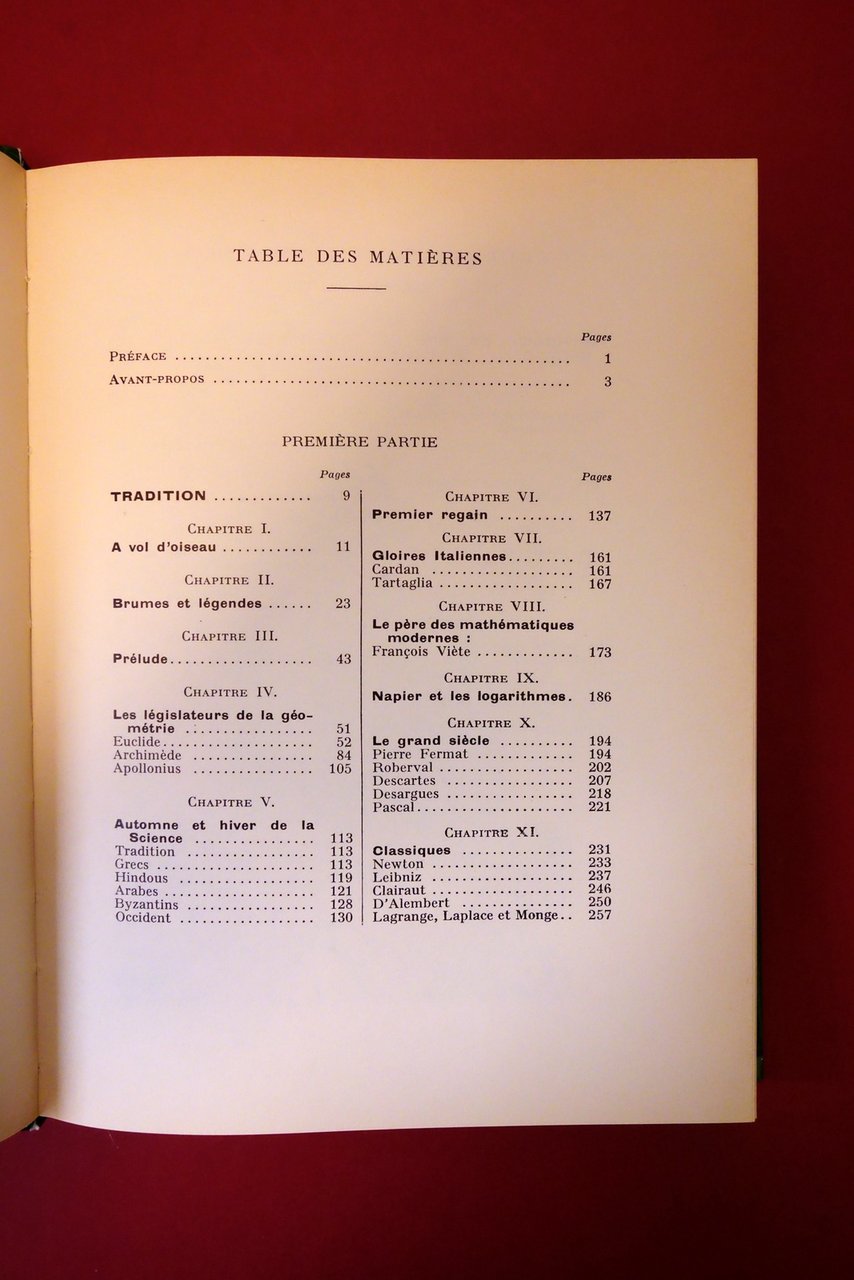 TABLE DES MATIÈRES
Pages
PRÉFACE .................................................... 1
AVANT-PROPOS ............................................... 3
PREMIÈRE PARTIE
Pages
TRADITION ............. 9
CHAPITRE I.
A vol d'oiseau ............ 11
CHAPITRE II.
Brumes et légendes ...... 23
CHAPITRE III.
Prélude................... 43
CHAPITRE IV.
Les législateurs de la géo-
métrie ................. 51
Euclide.................... 52
Archimède ................ 84
Apollonius ................ 105
CHAPITRE V.
Automne et hiver de la
Science ................ 113
Tradition ................. 113
Grecs ..................... 113
Hindous .................. 119
Arabes .................... 121
Byzantins ................. 128
Occident .................. 130
Pages
CHAPITRE VI.
Premier regain .......... 137
CHAPITRE VII.
Gloires Italiennes......... 161
Cardan ................... 161
Tartaglia .................. 167
CHAPITRE VIII.
Le père des mathématiques
modernes :
François Viète ............. 173
CHAPITRE IX.
Napier et les logarithmes. 186
CHAPITRE X.
Le grand siècle .......... 194
Pierre Fermat ............. 194
Roberval .................. 202
Descartes ................. 207
Desargues ................. 218
Pascal..................... 221
CHAPITRE XI.
Classiques ............... 231
Newton ................... 233
Leibniz ................... 237
Clairaut ................... 246
D'Alembert ............... 250
Lagrange, Laplace et Monge.. 257